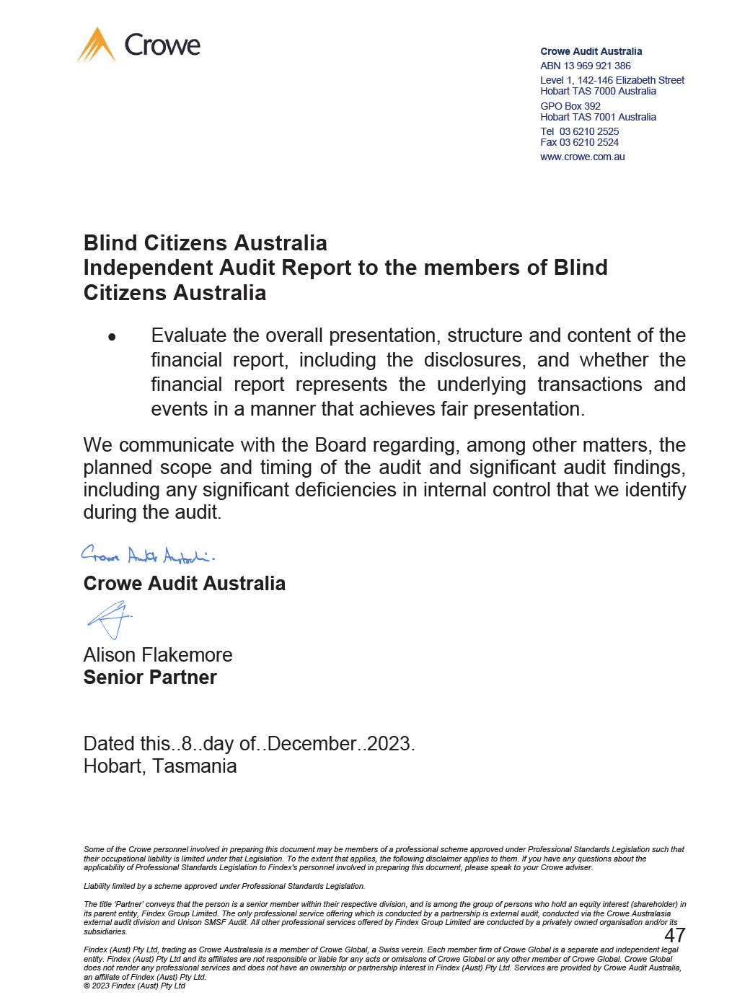 Crowe
Crowe Audit Australia
ABN 13 969 921 386
Level 1, 142-146 Elizabeth Street
Hobart TAS 7000 Australia
GPO Box 392
Hobart TAS 7001 Australia
Tel 03 6210 2525
Fax 03 6210 2524
www.crowe.com.au
Blind Citizens Australia
Independent Audit Report to the members of Blind
Citizens Australia
• Evaluate the overall presentation, structure and content of the
financial report, including the disclosures, and whether the
financial report represents the underlying transactions and
events in a manner that achieves fair presentation.
We communicate with the Board regarding, among other matters, the
planned scope and timing of the audit and significant audit findings,
including any significant deficiencies in internal control that we identify
during the audit.
Crowe Audit Australia.
Crowe Audit Australia
Alison Flakemore
Senior Partner
Dated this..8..day of..December..2023.
Hobart, Tasmania
Some of the Crowe personnel involved in preparing this document may be members of a professional scheme approved under Professional Standards Legislation such that
their occupational liability is limited under that Legislation. To the extent that applies, the following disclaimer applies to them. If you have any questions about the
applicability of Professional Standards Legislation to Findex's personnel involved in preparing this document, please speak to your Crowe adviser.
Liability limited by a scheme approved under Professional Standards Legislation.
The title ‘Partner’ conveys that the person is a senior member within their respective division, and is among the group of persons who hold an equity interest (shareholder) in
its parent entity, Findex Group Limited. The only professional service offering which is conducted by a partnership is external audit, conducted via the Crowe Australasia
external audit division and Unison SMSF Audit. All other professional services offered by Findex Group Limited are conducted by a privately owned organisation and/or its
subsidiaries.
47
Findex (Aust) Pty Ltd, trading as Crowe Australasia is a member of Crowe Global, a Swiss verein. Each member firm of Crowe Global is a separate and independent legal
entity. Findex (Aust) Pty Ltd and its affiliates are not responsible or liable for any acts or omissions of Crowe Global or any other member of Crowe Global. Crowe Global
does not render any professional services and does not have an ownership or partnership interest in Findex (Aust) Pty Ltd. Services are provided by Crowe Audit Australia,
an affiliate of Findex (Aust) Pty Ltd.
© 2023 Findex (Aust) Pty Ltd